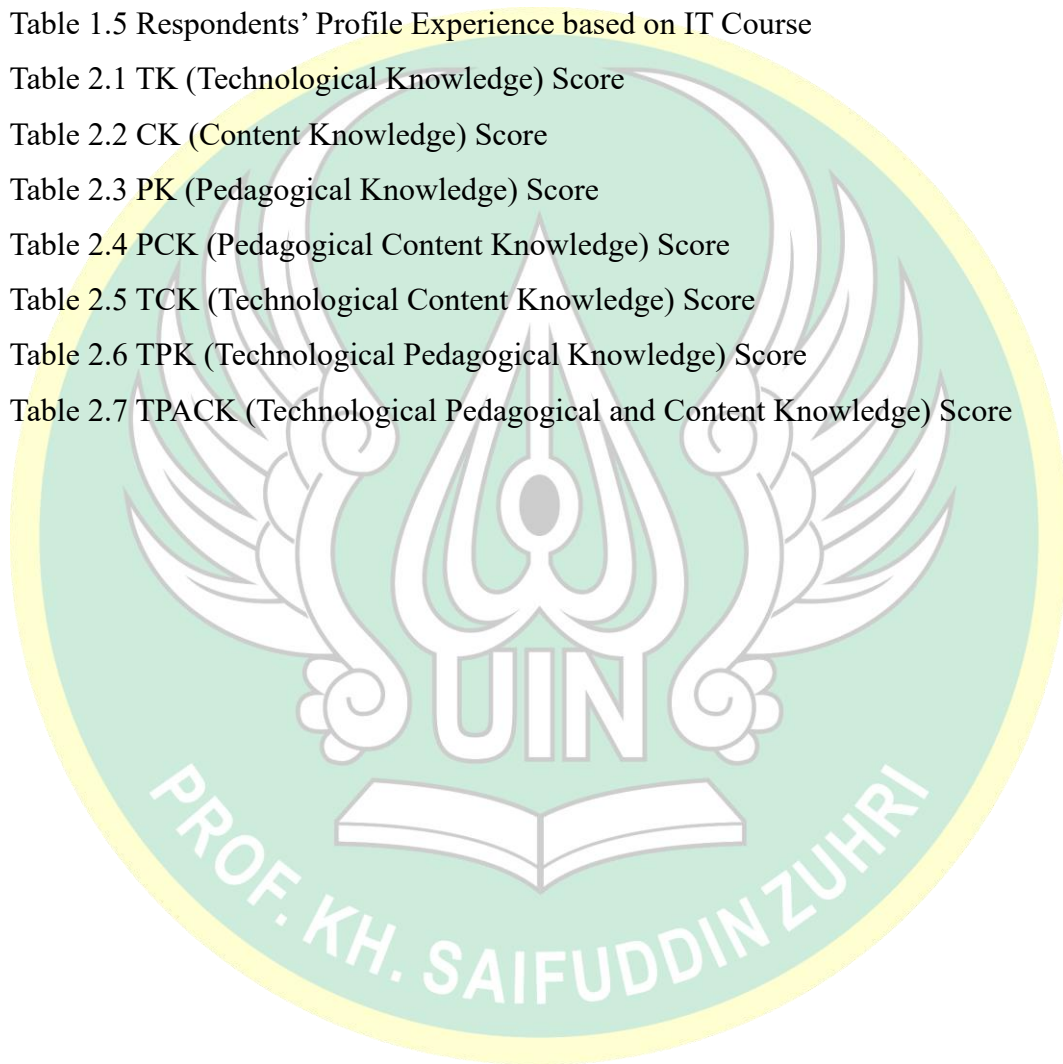 Table 1.5 Respondents’ Profile Experience based on IT Course
Table 2.1 TK (Technological Knowledge) Score
Table 2.2 CK (Content Knowledge) Score
Table 2.3 PK (Pedagogical Knowledge) Score
Table 2.4 PCK (Pedagogical Content Knowledge) Score
Table 2.5 TCK (Technological Content Knowledge) Score
Table 2.6 TPK (Technological Pedagogical Knowledge) Score
Table 2.7 TPACK (Technological Pedagogical and Content Knowledge) Score
UIN
PROF. KH. SAIFUDDIN ZUHRI